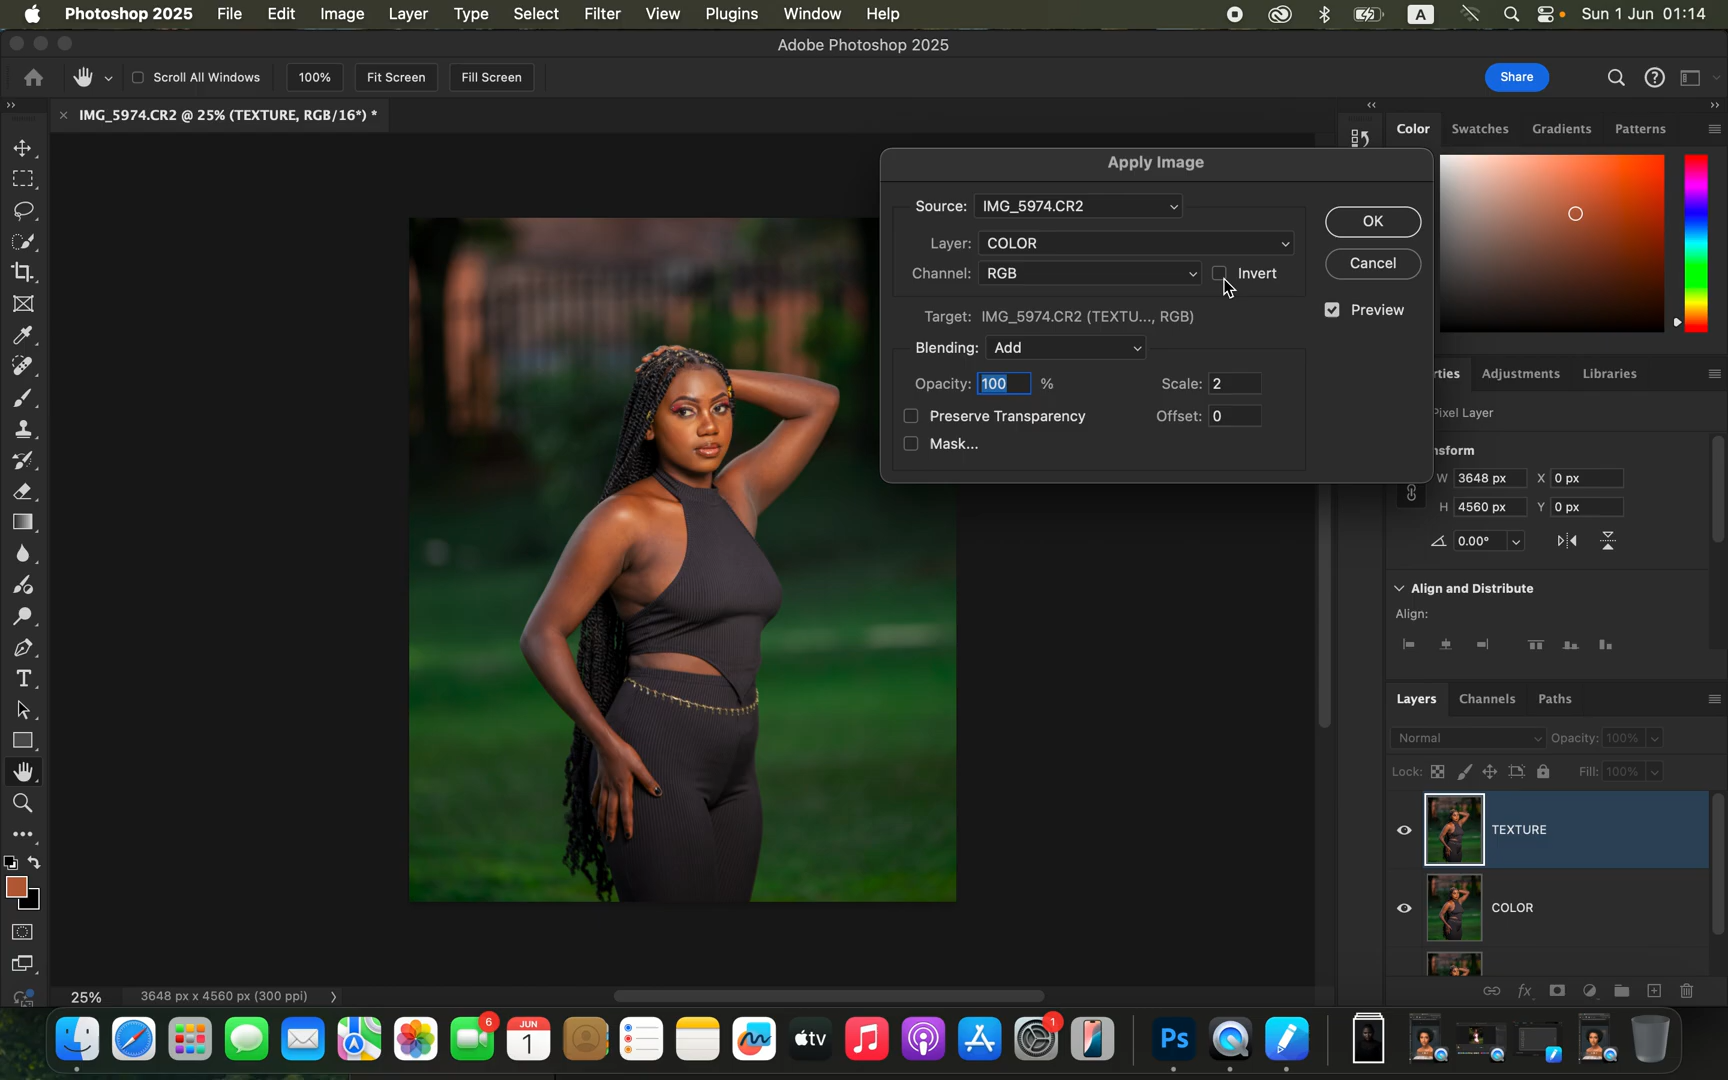 Photoshop 2025 File Edit Image Layer Type Select Filter View Plugins Window Help A Sun 1 Jun 01:14
Adobe Photoshop 2025
Scroll All Windows 100% Fit Screen Fill Screen Share
IMG_5974.CR2 @ 25% (TEXTURE, RGB/16*) *
Color Swatches Gradients Patterns
Apply Image
Source: IMG_5974.CR2
OK
Layer: COLOR
Cancel
Channel: RGB Invert
Preview
Target: IMG_5974.CR2 (TEXTU..., RGB)
Blending: Add
Opacity: 100 % Scale: 2
Preserve Transparency Offset: 0
Mask...
rties Adjustments Libraries
Pixel Layer
nsform
W 3648 px X 0 px
H 4560 px Y 0 px
0.00°
Align and Distribute
Align:
Layers Channels Paths
Normal Opacity: 100%
Lock: Fill: 100%
TEXTURE
COLOR
fx
25% 3648 px x 4560 px (300 ppi)
6 JUN 1 tv 1 Ps